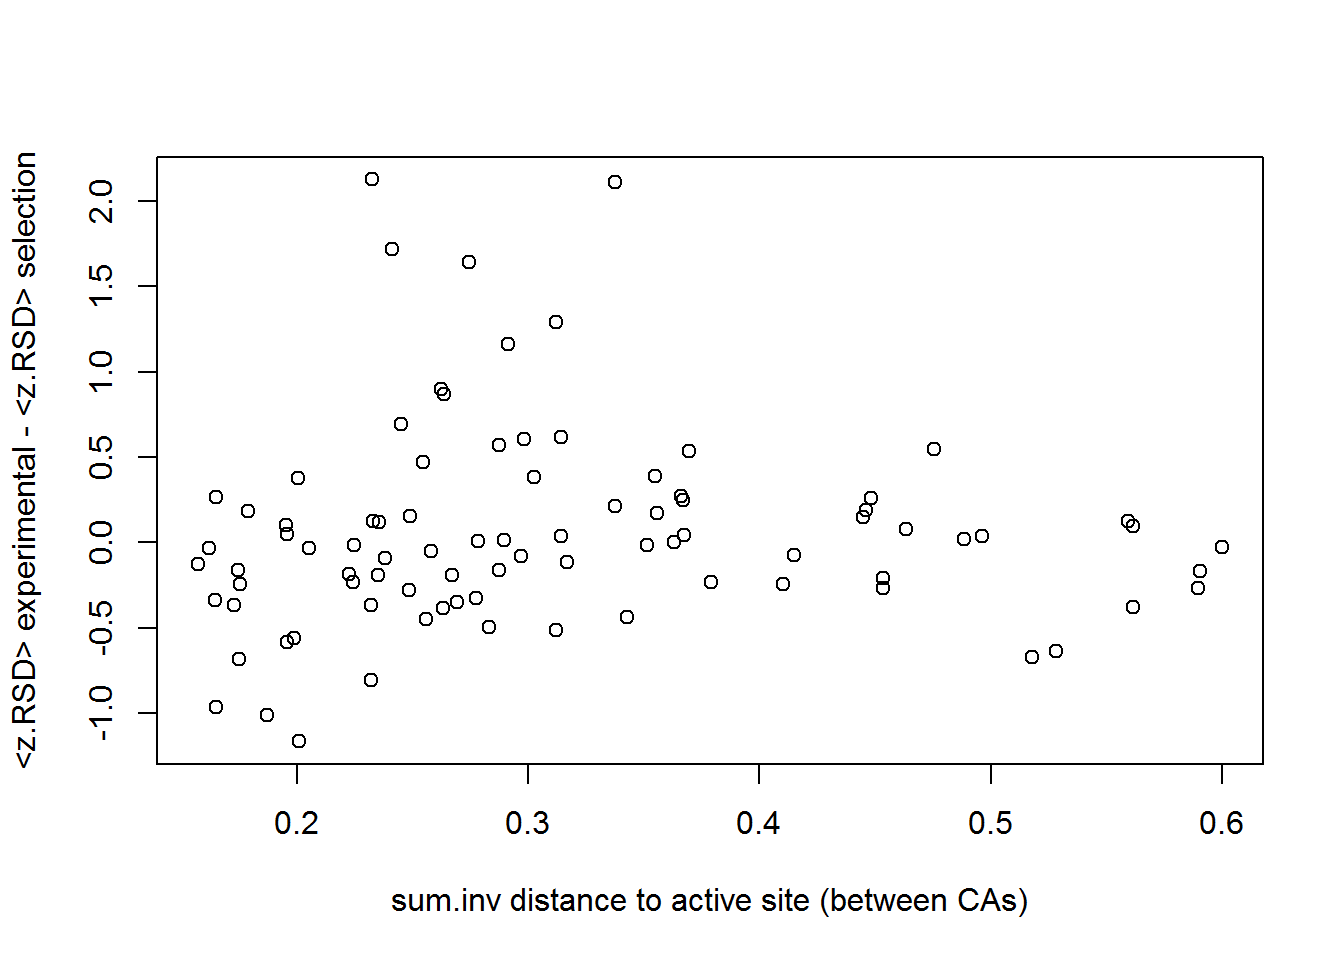 <z.RSD> experimental - <z.RSD> selection
2.0
1.5
1.0
0.5
0.0
-0.5
-1.0
0.2 0.3 0.4 0.5 0.6
sum.inv distance to active site (between CAs)